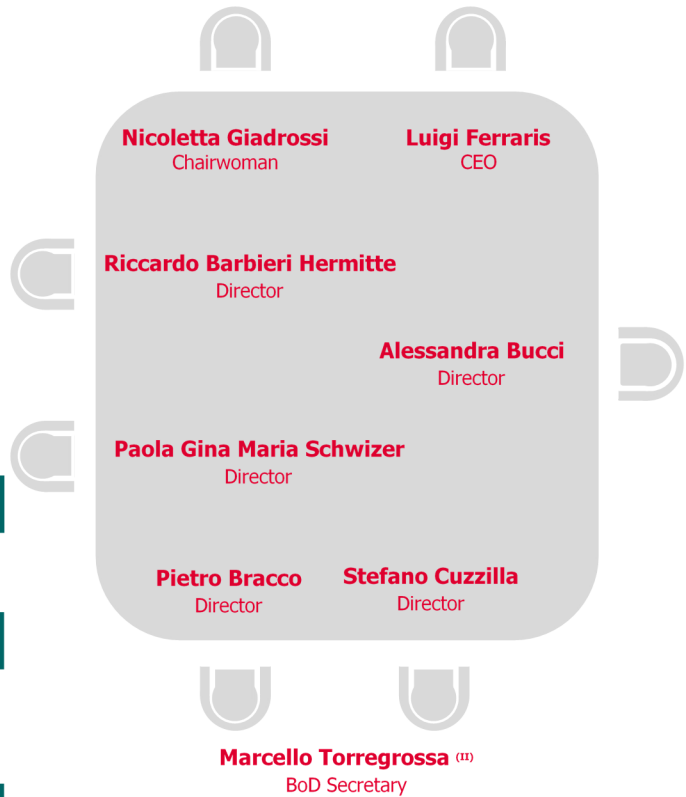 Nicoletta Giadrossi
Chairwoman
Luigi Ferraris
CEO
Riccardo Barbieri Hermitte
Director
Alessandra Bucci
Director
Paola Gina Maria Schwizer
Director
Pietro Bracco
Director
Stefano Cuzzilla
Director
Marcello Torregrossa (II)
BoD Secretary